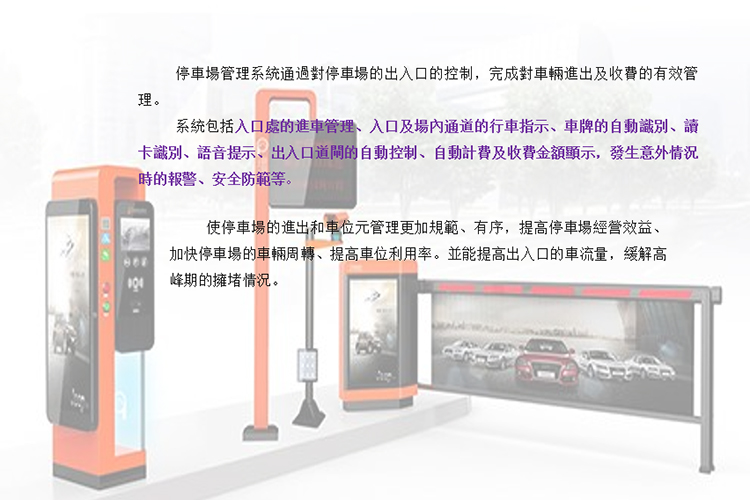 停車場管理系統通過對停車場的出入口的控制，完成對車輛進出及收費的有效管
理。
系統包括入口處的進車管理、入口及場內通道的行車指示、車牌的自動識別、讀
卡識別、語音提示、出入口道閘的自動控制、自動計費及收費金額顯示，發生意外情況
時的報警、安全防範等。
使停車場的進出和車位元管理更加規範、有序，提高停車場經營效益、
加快停車場的車輛周轉、提高車位利用率。並能提高出入口的車流量，緩解高
峰期的擁堵情況。